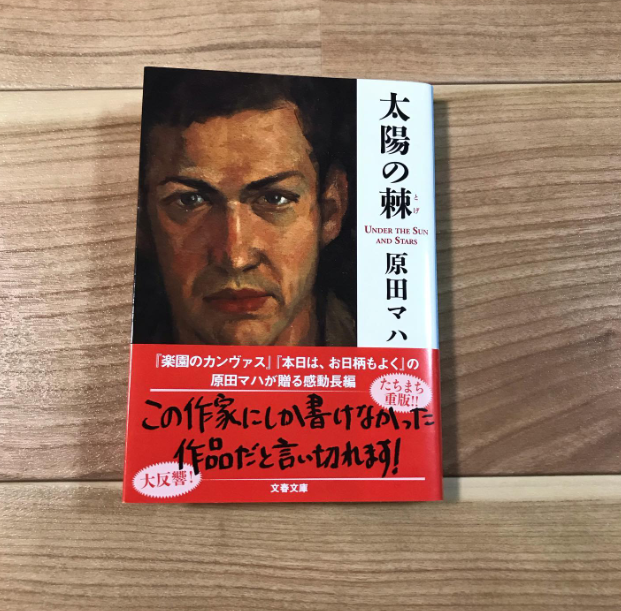 太陽の棘
とげ
UNDER THE SUN
AND STARS
原田マハ
『楽園のカンヴァス』『本日は、お日柄もよく』の
原田マハが贈る感動長編
たちまち
重版!!
この作家にしか書けなかった
作品だと言い切れます!
大反響!
文春文庫